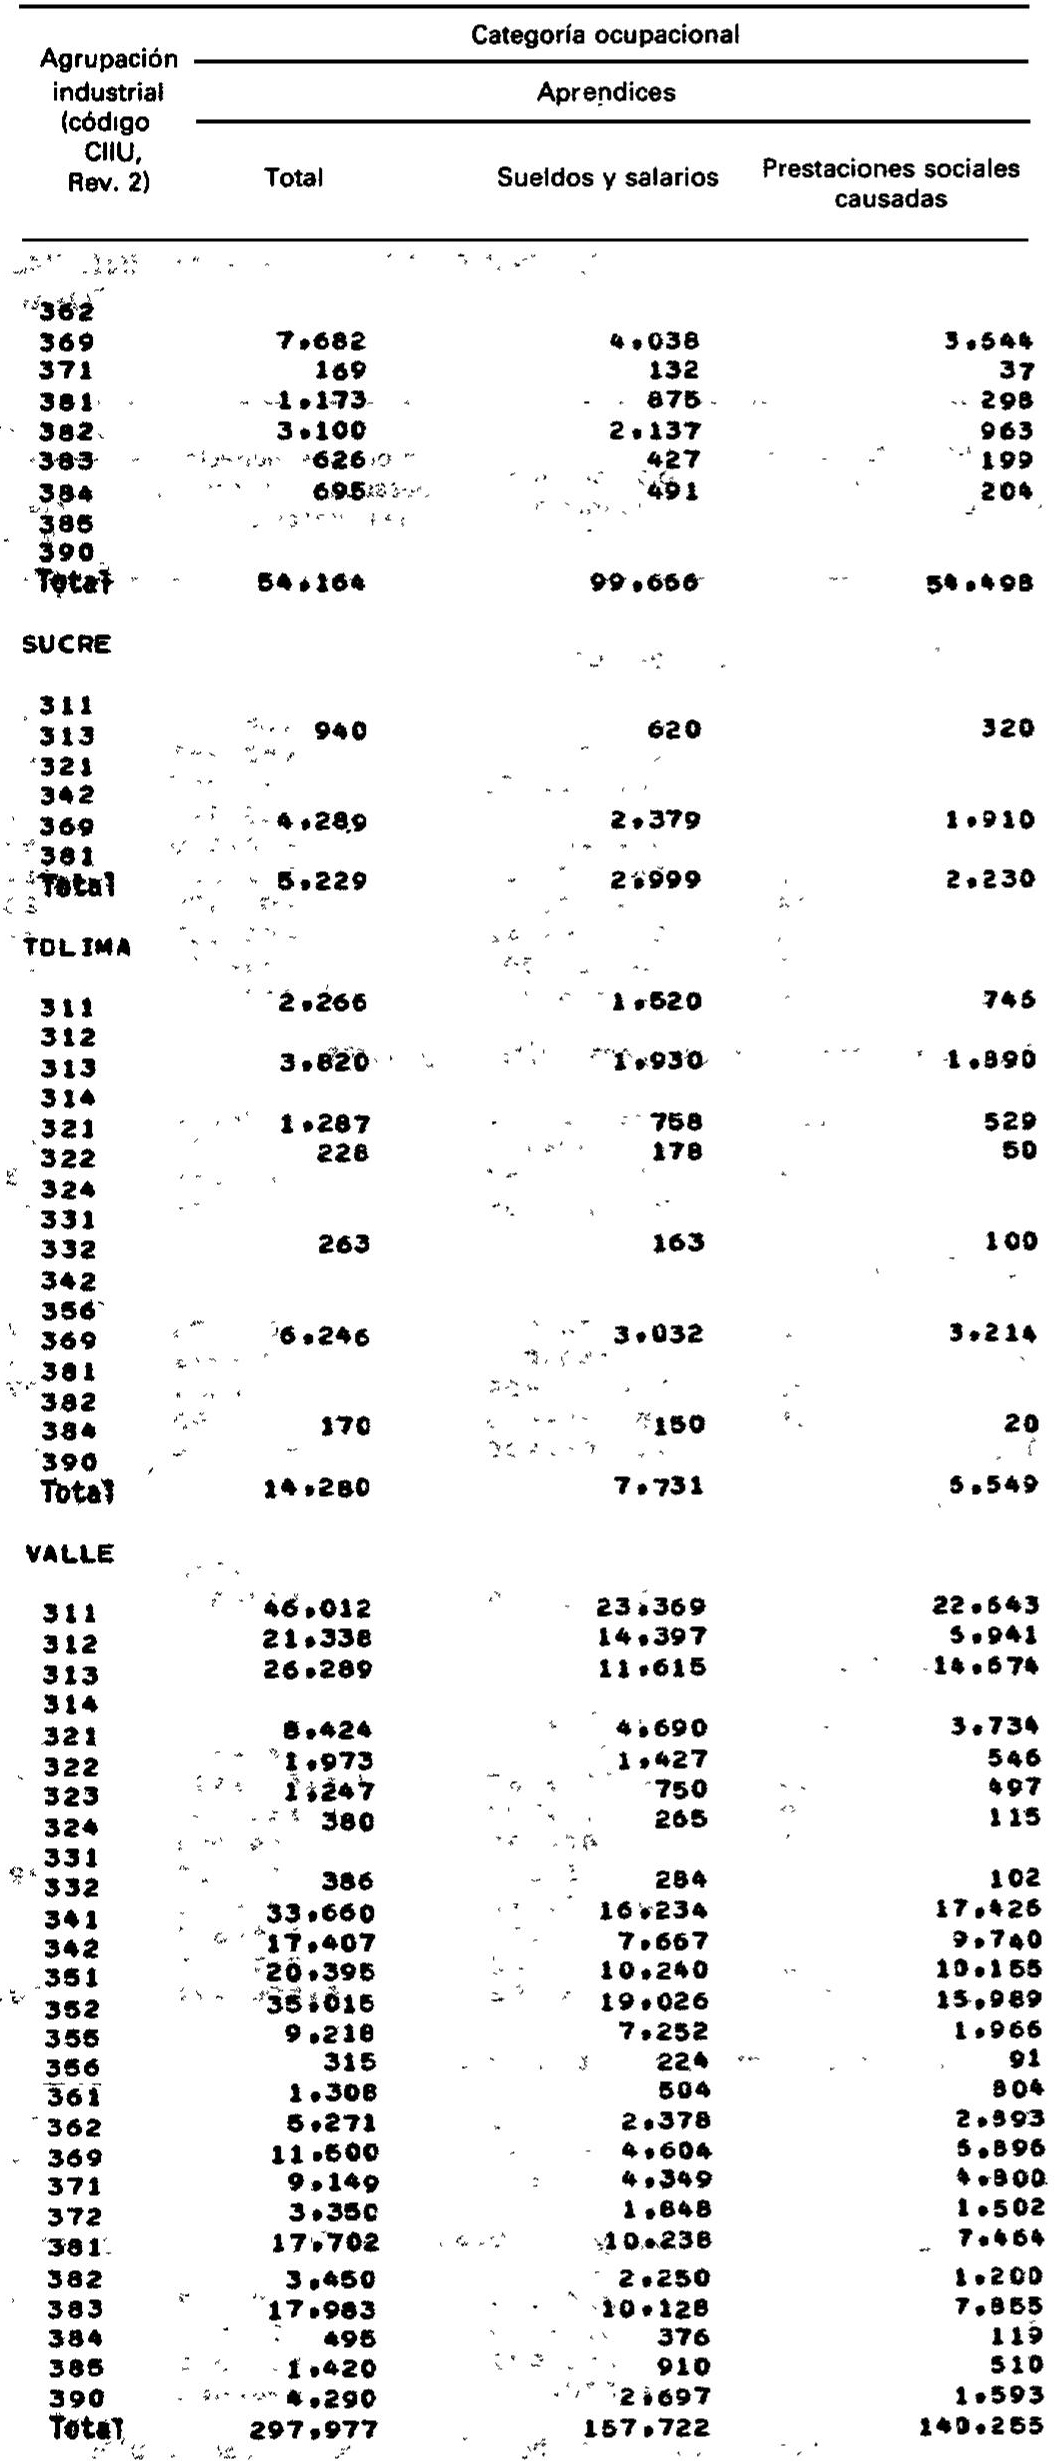 Categoría ocupacional
Agrupación industrial (código CIIU, Rev. 2)
Aprendices
Total Sueldos y salarios Prestaciones sociales causadas
362
369 7.682 4.038 3.644
371 169 132 37
381 1.173 875 298
382 3.100 2.137 963
383 626 427 199
384 695 491 204
385
390
Total 54.164 99.666 54.498
SUCRE
311
313 940 620 320
321
342
369 4.289 2.379 1.910
381
Total 5.229 2.999 2.230
TOLIMA
311 2.266 1.520 746
312
313 3.820 1.930 1.890
314
321 1.287 758 529
322 228 178 50
324
331
332 263 163 100
342
356
369 6.246 3.032 3.214
381
382
384 170 150 20
390
Total 14.280 7.731 6.549
VALLE
311 46.012 23.369 22.643
312 21.338 14.397 6.941
313 26.289 11.615 14.674
314
321 8.424 4.690 3.734
322 1.973 1.427 546
323 1.247 750 497
324 380 265 115
331
332 386 284 102
341 33.660 16.234 17.426
342 17.407 7.667 9.740
351 20.395 10.240 10.155
352 35.015 19.026 15.989
355 9.218 7.252 1.966
356 315 224 91
361 1.308 504 804
362 5.271 2.378 2.893
369 11.500 4.604 6.896
371 9.149 4.349 4.800
372 3.350 1.848 1.502
381 17.702 10.238 7.464
382 3.450 2.250 1.200
383 17.983 10.128 7.855
384 495 376 119
385 1.420 910 510
390 4.290 2.697 1.593
Total 297.977 157.722 140.255